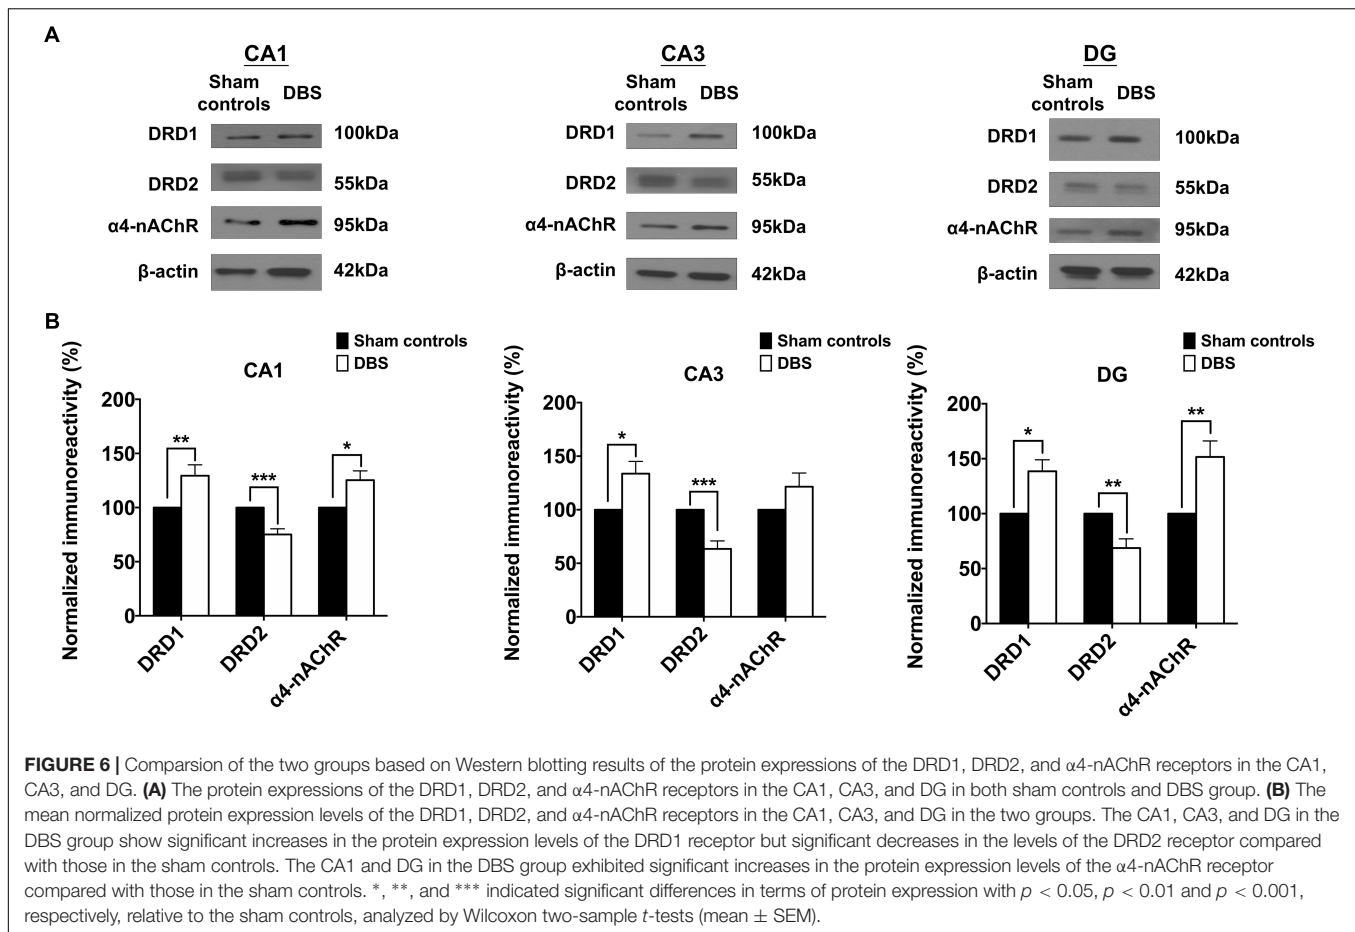 A
CA1
Sham controls DBS
DRD1 100kDa
DRD2 55kDa
α4-nAChR 95kDa
β-actin 42kDa
CA3
Sham controls DBS
DRD1 100kDa
DRD2 55kDa
α4-nAChR 95kDa
β-actin 42kDa
DG
Sham controls DBS
DRD1 100kDa
DRD2 55kDa
α4-nAChR 95kDa
β-actin 42kDa
B
Sham controls
DBS
CA1
Normalized immunoreactivity (%)
200
150
100
50
0
** *** *
DRD1 DRD2 α4-nAChR
Sham controls
DBS
CA3
Normalized immunoreactivity (%)
200
150
100
50
0
* ***
DRD1 DRD2 α4-nAChR
Sham controls
DBS
DG
Normalized immunoreactivity (%)
200
150
100
50
0
* ** **
DRD1 DRD2 α4-nAChR
FIGURE 6 | Comparsion of the two groups based on Western blotting results of the protein expressions of the DRD1, DRD2, and α4-nAChR receptors in the CA1,
CA3, and DG. (A) The protein expressions of the DRD1, DRD2, and α4-nAChR receptors in the CA1, CA3, and DG in both sham controls and DBS group. (B) The
mean normalized protein expression levels of the DRD1, DRD2, and α4-nAChR receptors in the CA1, CA3, and DG in the two groups. The CA1, CA3, and DG in the
DBS group show significant increases in the protein expression levels of the DRD1 receptor but significant decreases in the levels of the DRD2 receptor compared
with those in the sham controls. The CA1 and DG in the DBS group exhibited significant increases in the protein expression levels of the α4-nAChR receptor
compared with those in the sham controls. *, **, and *** indicated significant differences in terms of protein expression with p < 0.05, p < 0.01 and p < 0.001,
respectively, relative to the sham controls, analyzed by Wilcoxon two-sample t-tests (mean ± SEM).